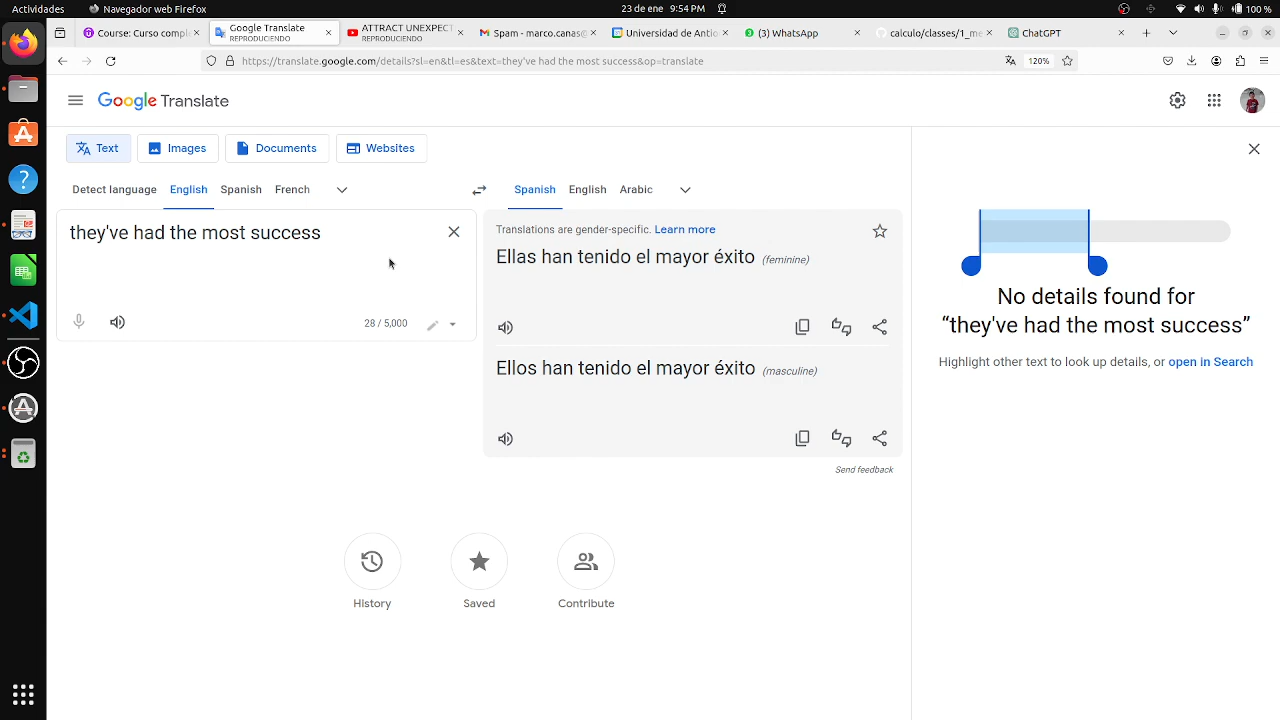 Actividades
Navegador web Firefox
23 de ene 9:54 PM
100 %
Course: Curso compl
Google Translate
REPRODUCIENDO
ATTRACT UNEXPECT
REPRODUCIENDO
Spam - marco.canas@
Universidad de Antio
(3) WhatsApp
calculo/classes/1_me
ChatGPT
https://translate.google.com/details?sl=en&tl=es&text=they've had the most success&op=translate
120%
Google Translate
Text
Images
Documents
Websites
Detect language
English
Spanish
French
Spanish
English
Arabic
they've had the most success
28 / 5,000
Translations are gender-specific. Learn more
Ellas han tenido el mayor éxito (feminine)
Ellos han tenido el mayor éxito (masculine)
Send feedback
No details found for
“they've had the most success”
Highlight other text to look up details, or open in Search
History
Saved
Contribute